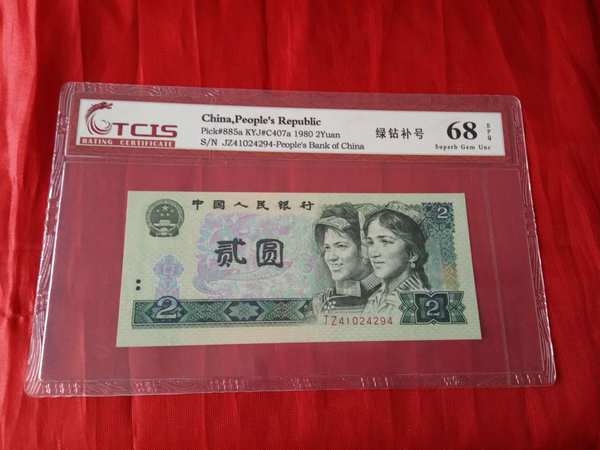 TCIS
RATING CERTIFICATE
China,People's Republic
Pick#885a KYJ#C407a 1980 2Yuan
S/N JZ41024294-People's Bank of China
绿钻补号
68 EPQ
Superb Gem Unc
中国人民银行
贰圆
2
2
2
JZ41024294